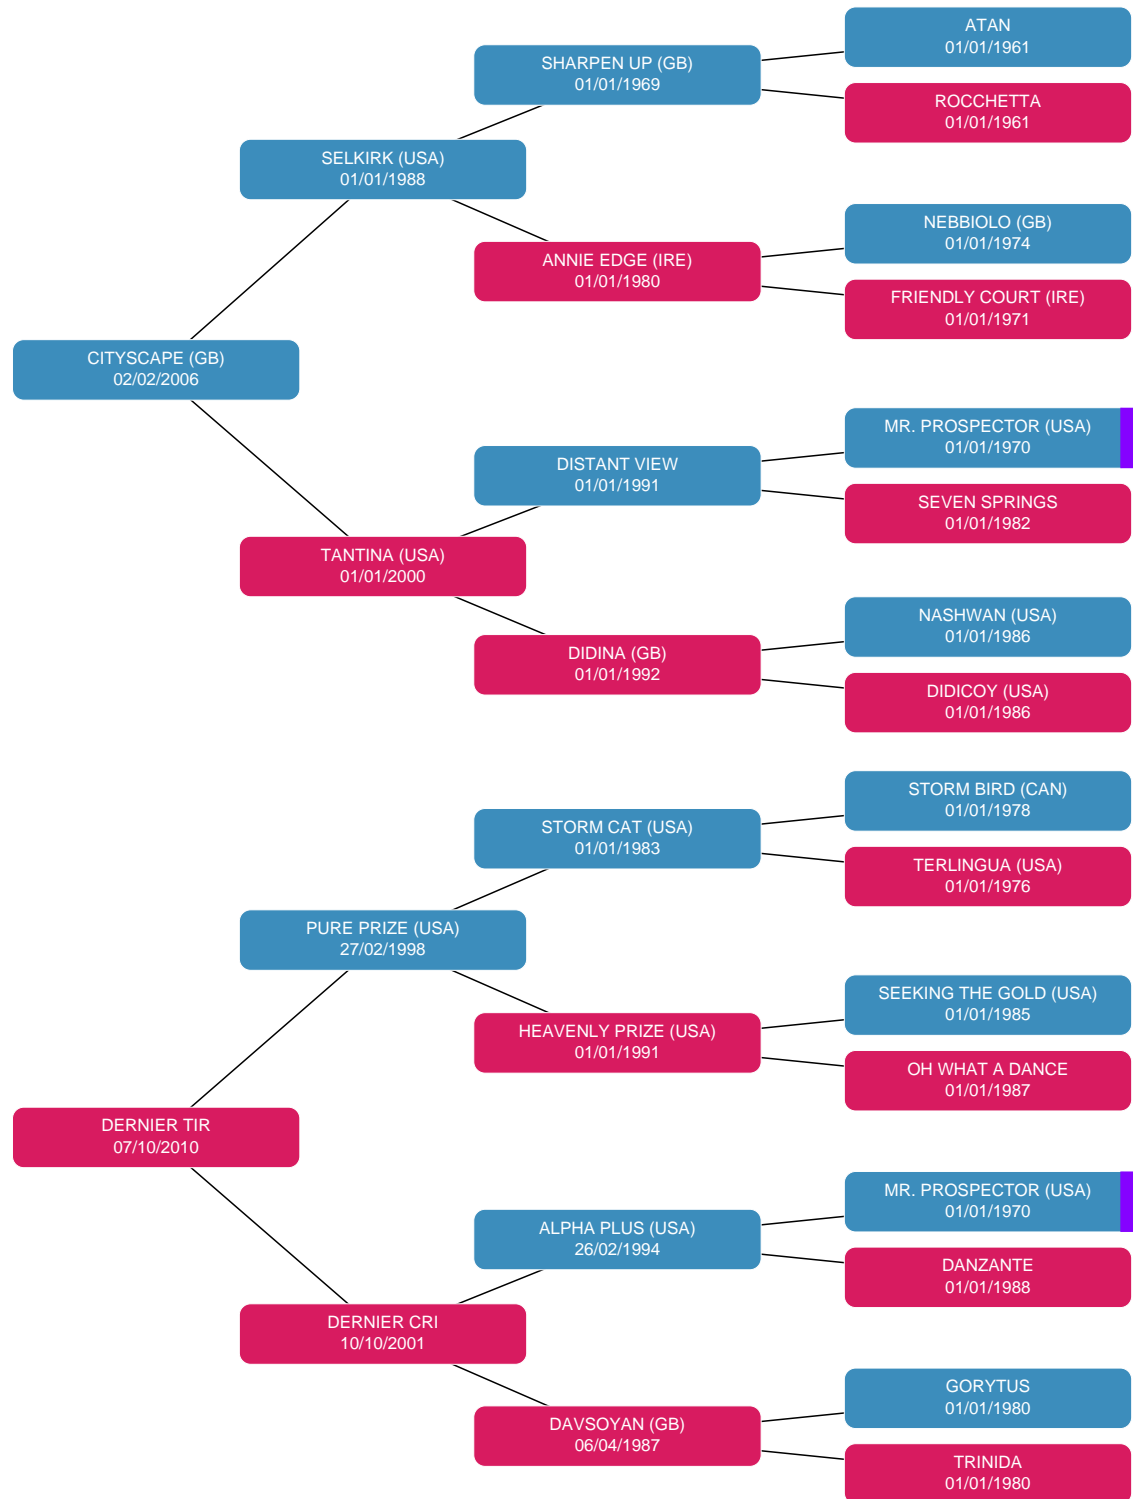 ATAN
01/01/1961
SHARPEN UP (GB)
01/01/1969
ROCCHETTA
01/01/1961
SELKIRK (USA)
01/01/1988
NEBBIOLO (GB)
01/01/1974
ANNIE EDGE (IRE)
01/01/1980
FRIENDLY COURT (IRE)
01/01/1971
CITYSCAPE (GB)
02/02/2006
MR. PROSPECTOR (USA)
01/01/1970
DISTANT VIEW
01/01/1991
SEVEN SPRINGS
01/01/1982
TANTINA (USA)
01/01/2000
NASHWAN (USA)
01/01/1986
DIDINA (GB)
01/01/1992
DIDICOY (USA)
01/01/1986
STORM BIRD (CAN)
01/01/1978
STORM CAT (USA)
01/01/1983
TERLINGUA (USA)
01/01/1976
PURE PRIZE (USA)
27/02/1998
SEEKING THE GOLD (USA)
01/01/1985
HEAVENLY PRIZE (USA)
01/01/1991
OH WHAT A DANCE
01/01/1987
DERNIER TIR
07/10/2010
MR. PROSPECTOR (USA)
01/01/1970
ALPHA PLUS (USA)
26/02/1994
DANZANTE
01/01/1988
DERNIER CRI
10/10/2001
GORYTUS
01/01/1980
DAVSOYAN (GB)
06/04/1987
TRINIDA
01/01/1980